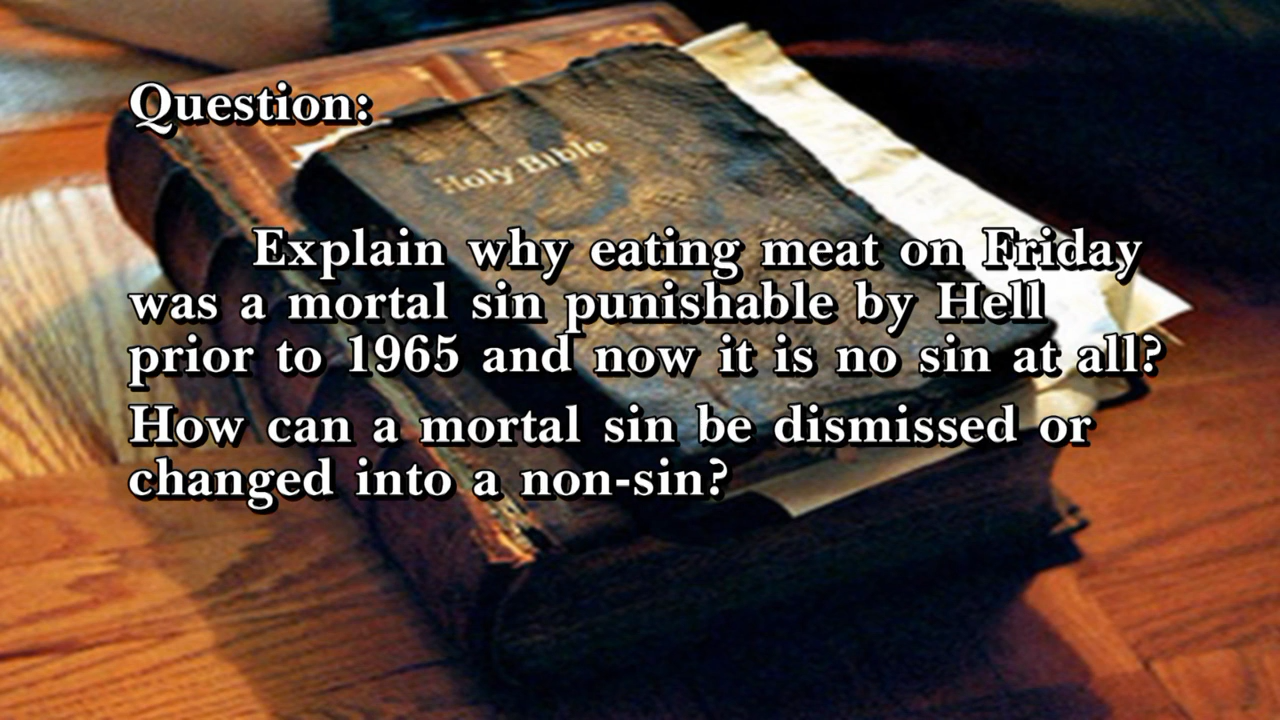 Question:
Holy Bible
Explain why eating meat on Friday
was a mortal sin punishable by Hell
prior to 1965 and now it is no sin at all?
How can a mortal sin be dismissed or
changed into a non-sin?